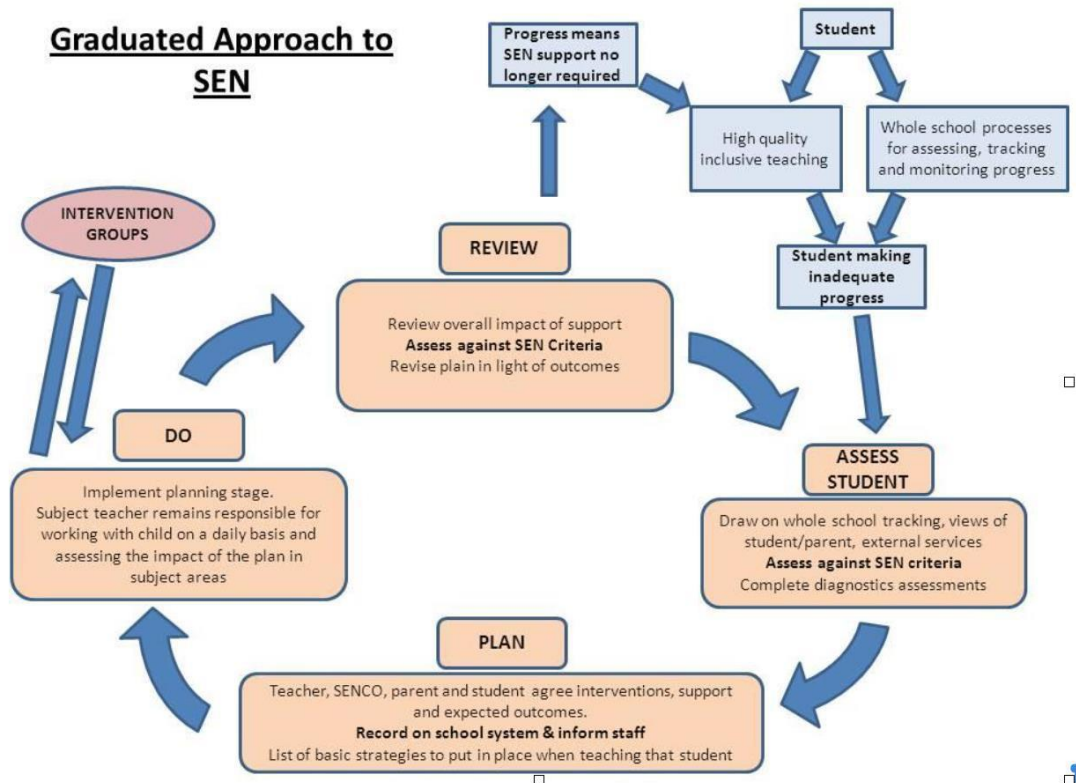 Graduated Approach to
SEN
Progress means
SEN support no
longer required
Student
High quality
inclusive teaching
Whole school processes
for assessing, tracking
and monitoring progress
Student making
inadequate
progress
INTERVENTION
GROUPS
REVIEW
Review overall impact of support
Assess against SEN Criteria
Revise plain in light of outcomes
DO
Implement planning stage.
Subject teacher remains responsible for
working with child on a daily basis and
assessing the impact of the plan in
subject areas
ASSESS
STUDENT
Draw on whole school tracking, views of
student/parent, external services
Assess against SEN criteria
Complete diagnostics assessments
PLAN
Teacher, SENCO, parent and student agree interventions, support
and expected outcomes.
Record on school system & inform staff
List of basic strategies to put in place when teaching that student